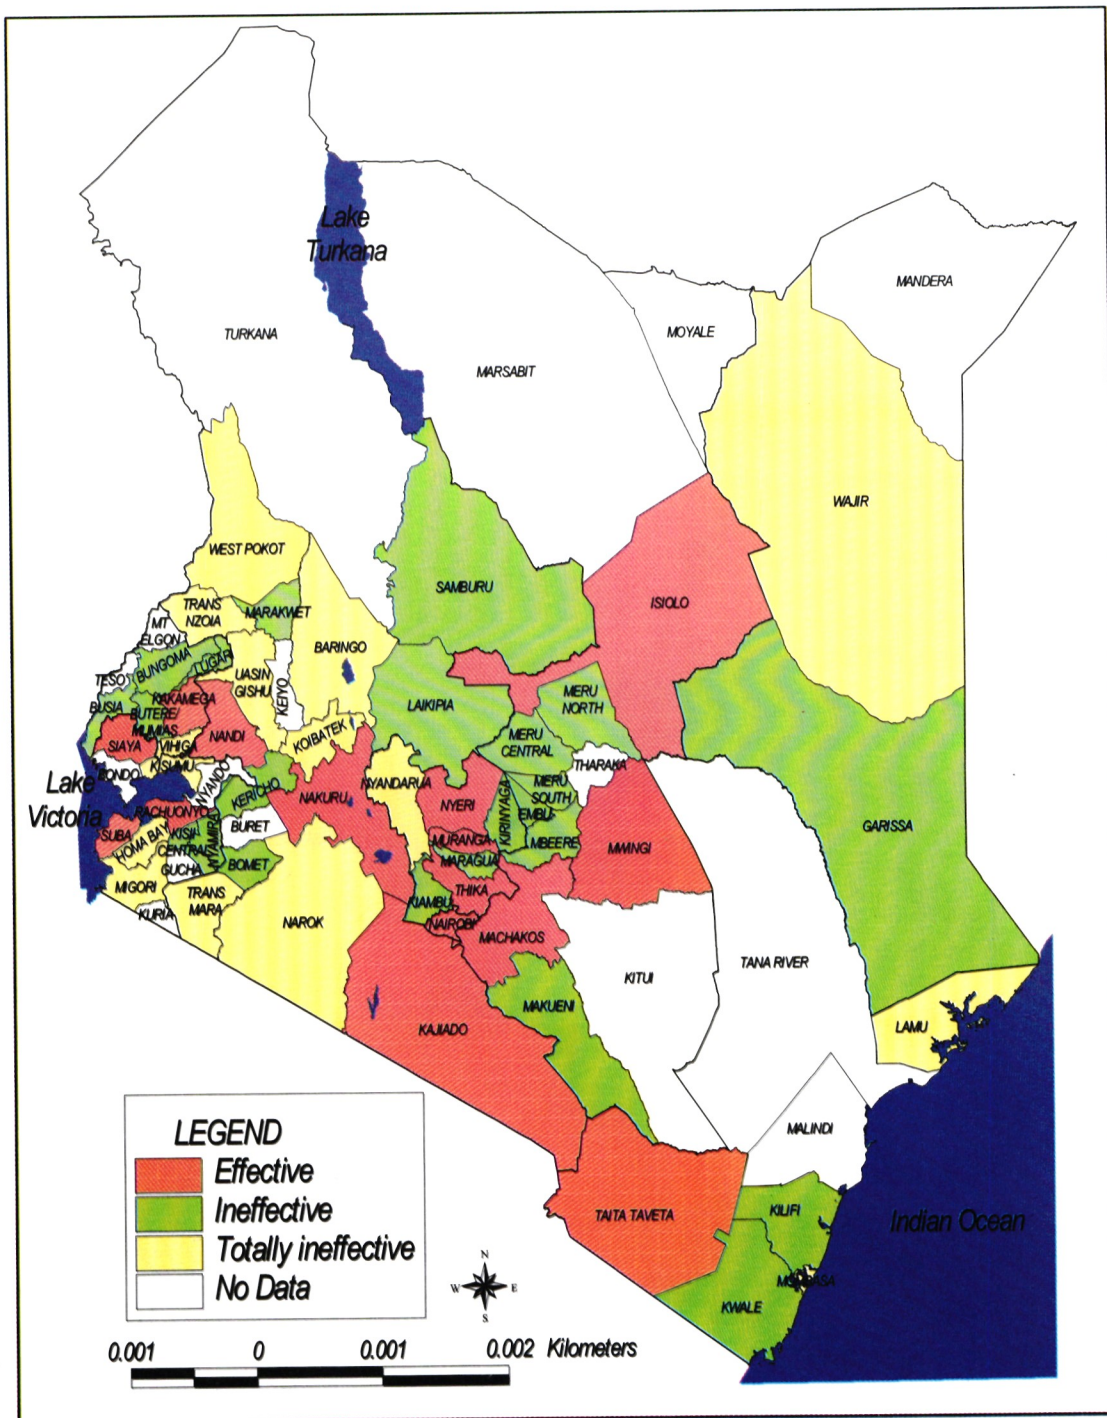 Lake
Turkana
MANDERA
TURKANA
MOYALE
MARSABIT
WAJIR
WEST POKOT
SAMBURU
ISIOLO
TRANS
NZOIA
MARAKWET
MT
ELGON
BARINGO
BUNGOMA
LUGARI
TESO
UASIN
GISHU
KEIYO
BUSIA
KAKAMEGA
BUTERE/
MUMIAS
LAIKIPIA
MERU
NORTH
SIAYA
VIHIGA
NANDI
KOIBATEK
MERU
CENTRAL
BONDO
KISUMU
THARAKA
Lake
Victoria
NYANDO
KERICHO
NYANDARUA
MERU
SOUTH
NAKURU
NYERI
KIRINYAGA
EMBU
RACHUONYO
BURET
SUBA
HOMA BAY
KISII
CENTRAL
NYAMIRA
MURANGA
MBEERE
MWINGI
GARISSA
GUCHA
BOMET
MARAGUA
MIGORI
TRANS
MARA
THIKA
KIAMBU
KURIA
NAROK
NAIROBI
MACHAKOS
KITUI
TANA RIVER
MAKUENI
KAJIADO
LAMU
MALINDI
LEGEND
Effective
Ineffective
Totally ineffective
No Data
TAITA TAVETA
KILIFI
Indian Ocean
MOMBASA
KWALE
N
W E
S
0.001 0 0.001 0.002 Kilometers